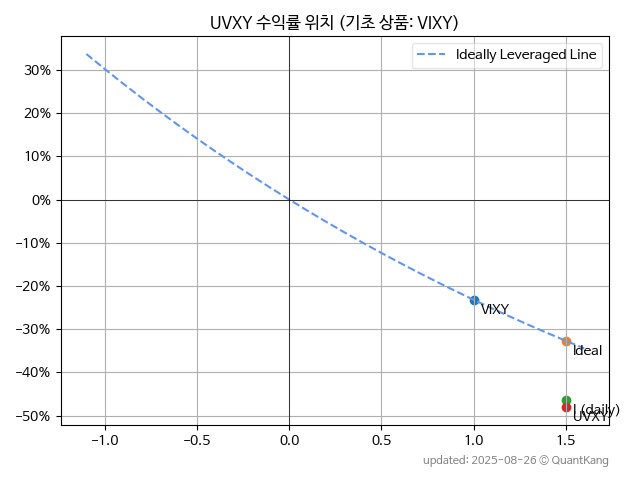 UVXY 수익률 위치 (기초 상품: VIXY)
Ideally Leveraged Line
30%
20%
10%
0%
−10%
−20%
−30%
−40%
−50%
VIXY
Ideal
(daily)
UVXY
−1.0
−0.5
0.0
0.5
1.0
1.5
updated: 2025-08-26 © QuantKang